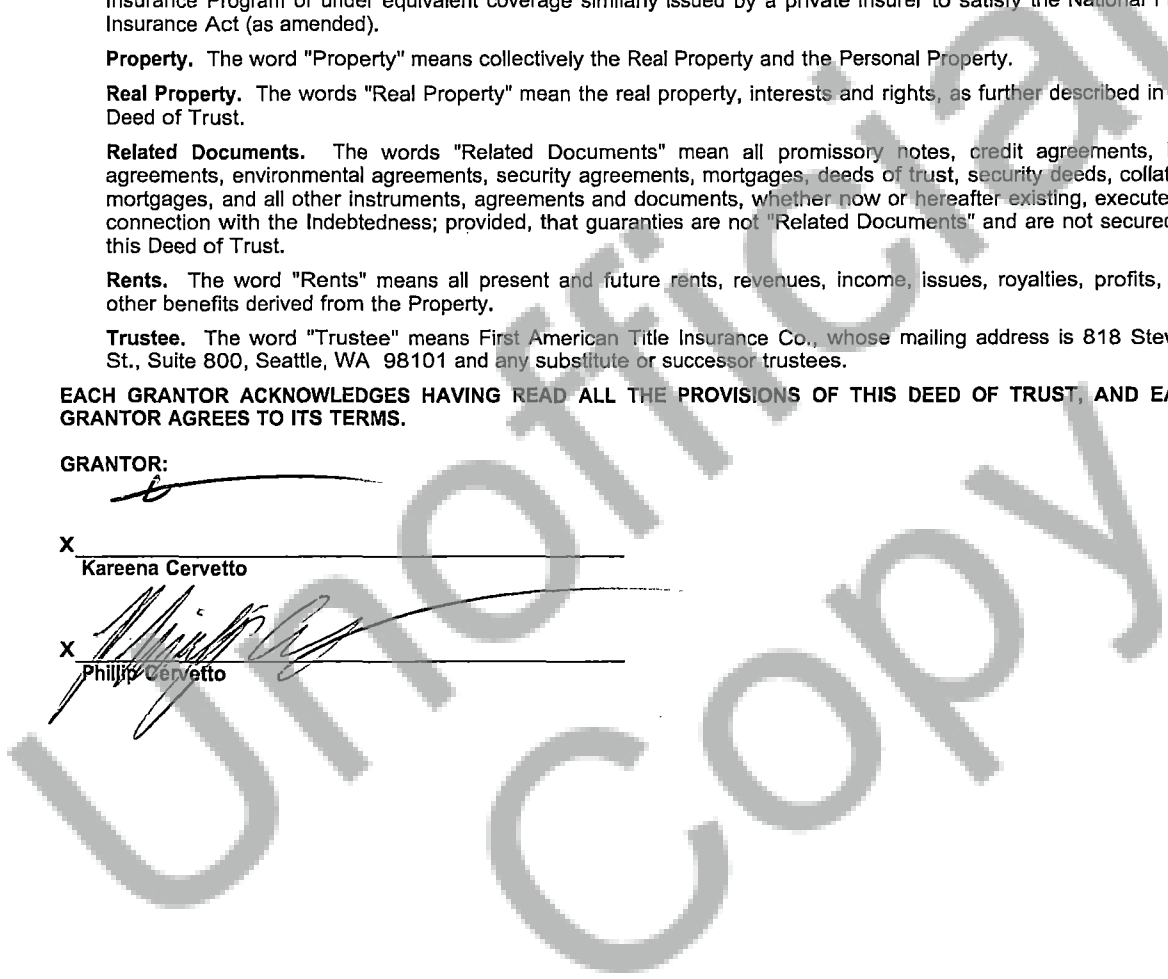 Insurance Program or under equivalent coverage similarly issued by a private insurer to satisfy the National
Insurance Act (as amended).
Property. The word "Property" means collectively the Real Property and the Personal Property.
Real Property. The words "Real Property" mean the real property, interests and rights, as further described in
Deed of Trust.
Related Documents. The words "Related Documents" mean all promissory notes, credit agreements,
agreements, environmental agreements, security agreements, mortgages, deeds of trust, security deeds,
mortgages, and all other instruments, agreements and documents, whether now or hereafter existing,
connection with the Indebtedness; provided, that guaranties are not "Related Documents" and are not secured
this Deed of Trust.
Rents. The word "Rents" means all present and future rents, revenues, income, issues, royalties, profits,
other benefits derived from the Property.
Trustee. The word "Trustee" means First American Title Insurance Co., whose mailing address is 818
St., Suite 800, Seattle, WA 98101 and any substitute or successor trustees.
EACH GRANTOR ACKNOWLEDGES HAVING READ ALL THE PROVISIONS OF THIS DEED OF TRUST, AND
GRANTOR AGREES TO ITS TERMS.
GRANTOR:
X
Kareena Cervetto
X
Phillip Cervetto
Unofficial
Copy